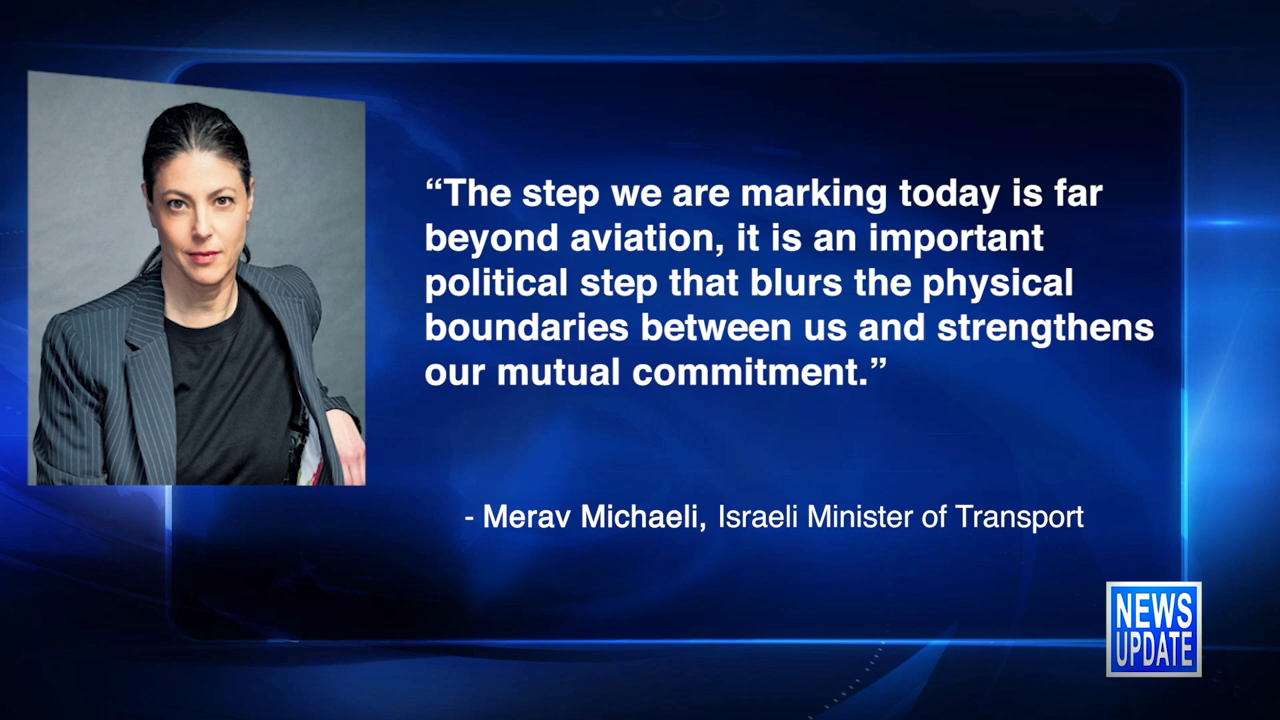 “The step we are marking today is far
beyond aviation, it is an important
political step that blurs the physical
boundaries between us and strengthens
our mutual commitment.”
- Merav Michaeli, Israeli Minister of Transport
NEWS
UPDATE